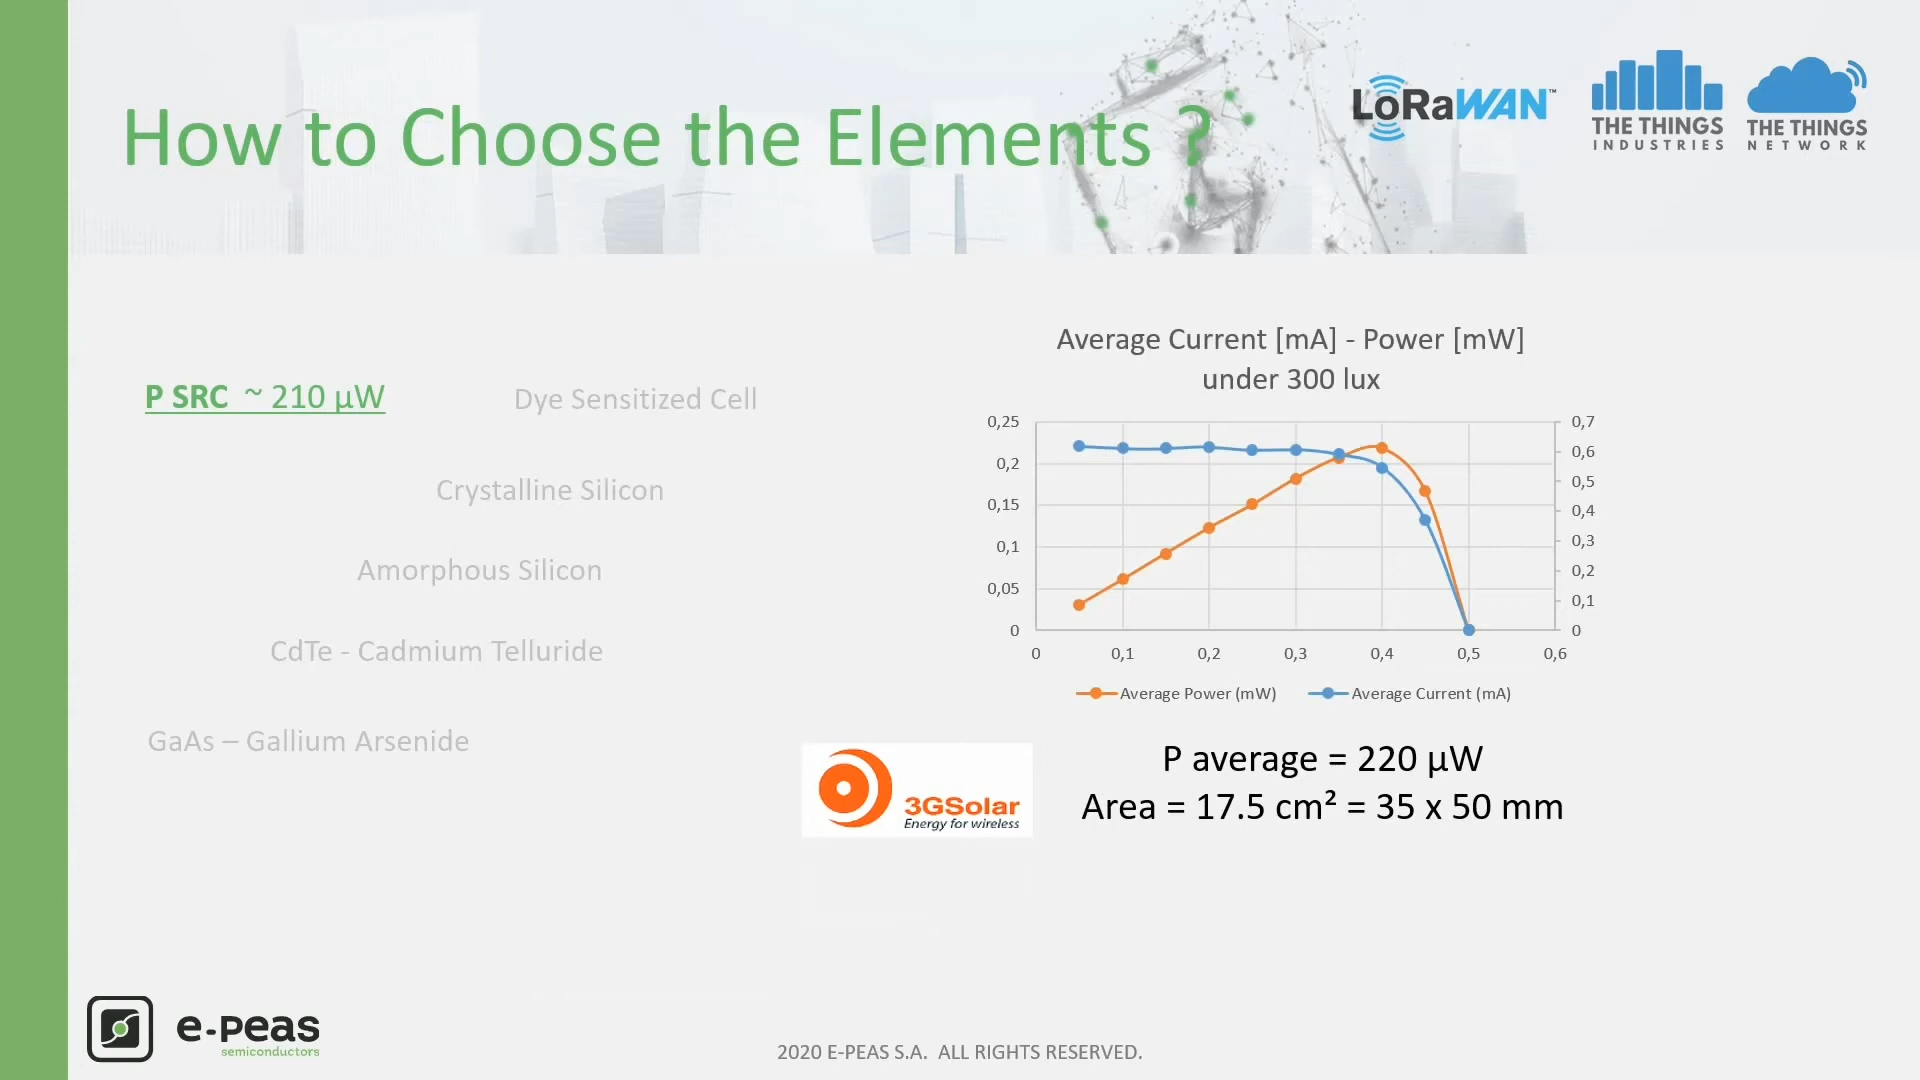 How to Choose the Elements ?
LoRaWAN™
THE THINGS
INDUSTRIES
THE THINGS
NETWORK
P SRC ~ 210 µW
Dye Sensitized Cell
Crystalline Silicon
Amorphous Silicon
CdTe - Cadmium Telluride
GaAs – Gallium Arsenide
Average Current [mA] - Power [mW]
under 300 lux
0,25
0,2
0,15
0,1
0,05
0
0,7
0,6
0,5
0,4
0,3
0,2
0,1
0
0 0,1 0,2 0,3 0,4 0,5 0,6
Average Power (mW) Average Current (mA)
3GSolar
Energy for wireless
P average = 220 µW
Area = 17.5 cm² = 35 x 50 mm
e-peas
semiconductors
2020 E-PEAS S.A. ALL RIGHTS RESERVED.